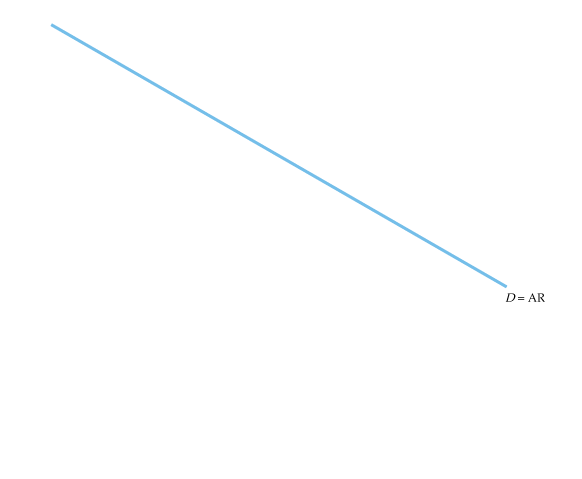 D = AR